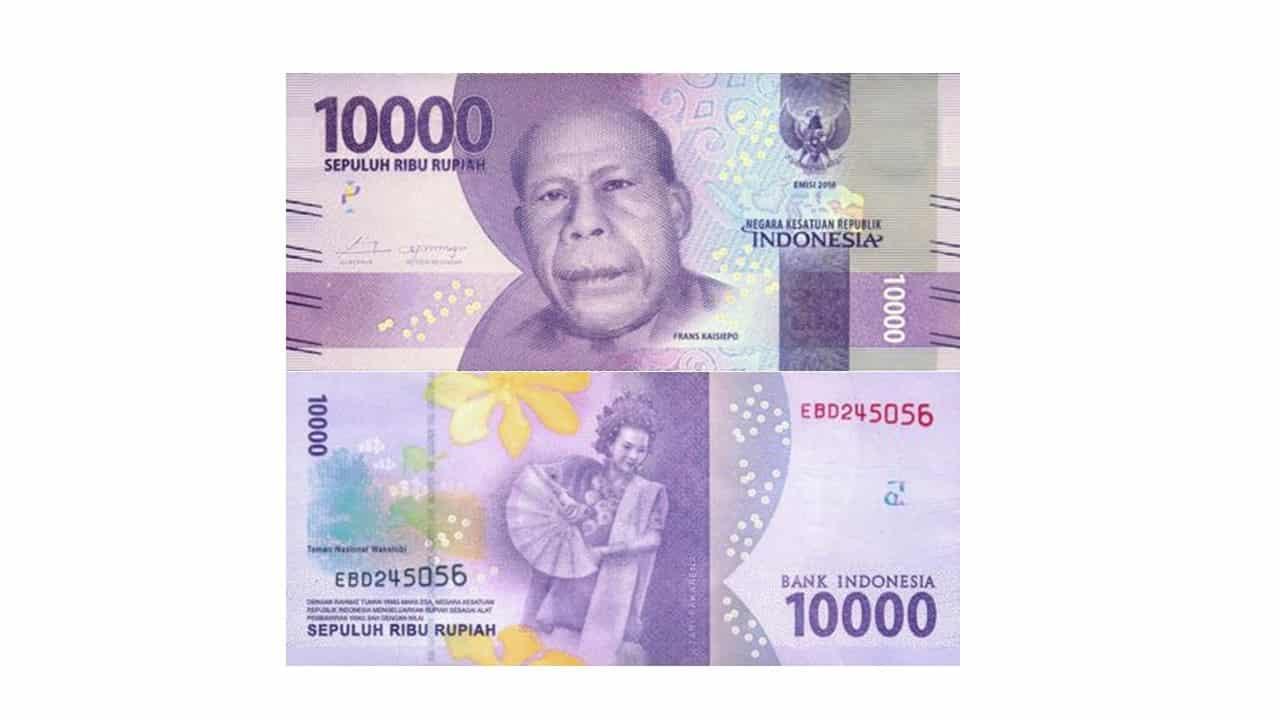 10000
SEPULUH RIBU RUPIAH
EMISI 2016
NEGARA KESATUAN REPUBLIK
INDONESIA
10000
FRANS KAISIEPO
10000
EBD245056
Taman Nasional Wakatobi
EBD245056
DENGAN RAHMAT TUHAN YANG MAHA ESA, NEGARA KESATUAN
REPUBLIK INDONESIA MENGELUARKAN RUPIAH SEBAGAI ALAT
PEMBAYARAN YANG SAH DENGAN NILAI
SEPULUH RIBU RUPIAH
TARI PAKARENA
BANK INDONESIA
10000